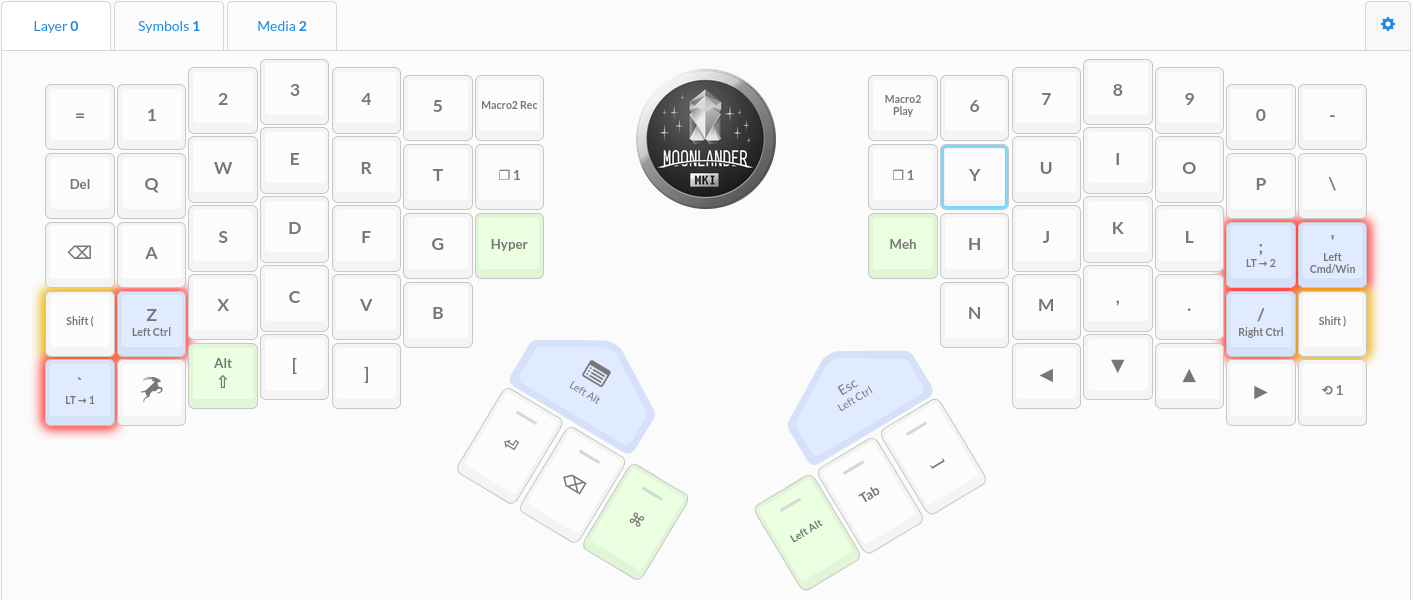 Layer 0
Symbols 1
Media 2
=
1
2
3
4
5
Macro2 Rec
Macro2
Play
6
7
8
9
0
-
Del
Q
W
E
R
T
❐ 1
❐ 1
Y
U
I
O
P
\
⌫
A
S
D
F
G
Hyper
Meh
H
J
K
L
;
LT → 2
'
Left
Cmd/Win
Shift (
Z
Left Ctrl
X
C
V
B
N
M
,
.
/
Right Ctrl
Shift )
`
LT → 1
Alt
⇧
[
]
◀
▼
▲
▶
⟲ 1
Left Alt
⏎
⌫
⌘
Esc
Left Ctrl
Left Alt
Tab
⎵
MOONLANDER
MKI